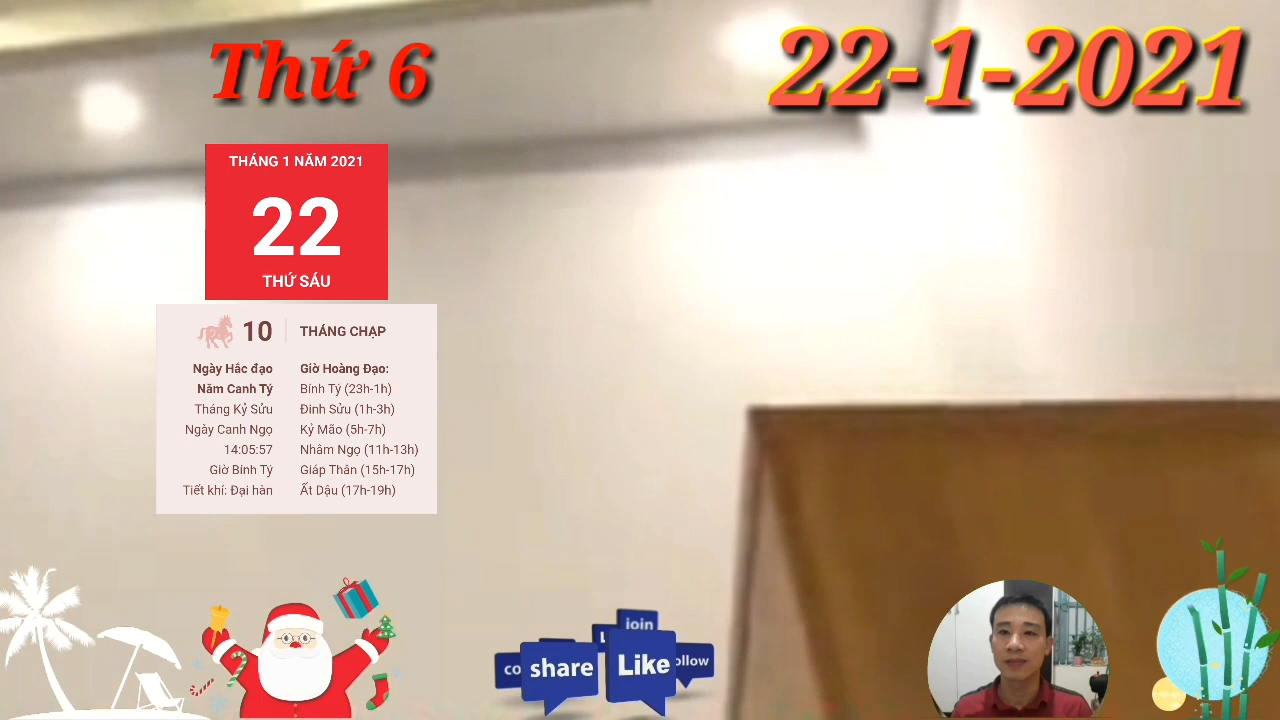 Thứ 6
22-1-2021
THÁNG 1 NĂM 2021
22
THỨ SÁU
10
THÁNG CHẠP
Ngày Hắc đạo
Năm Canh Tý
Tháng Kỷ Sửu
Ngày Canh Ngọ
14:05:57
Giờ Bính Tý
Tiết khí: Đại hàn
Giờ Hoàng Đạo:
Bính Tý (23h-1h)
Đinh Sửu (1h-3h)
Kỷ Mão (5h-7h)
Nhâm Ngọ (11h-13h)
Giáp Thân (15h-17h)
Ất Dậu (17h-19h)
join
co
share
Like
ollow